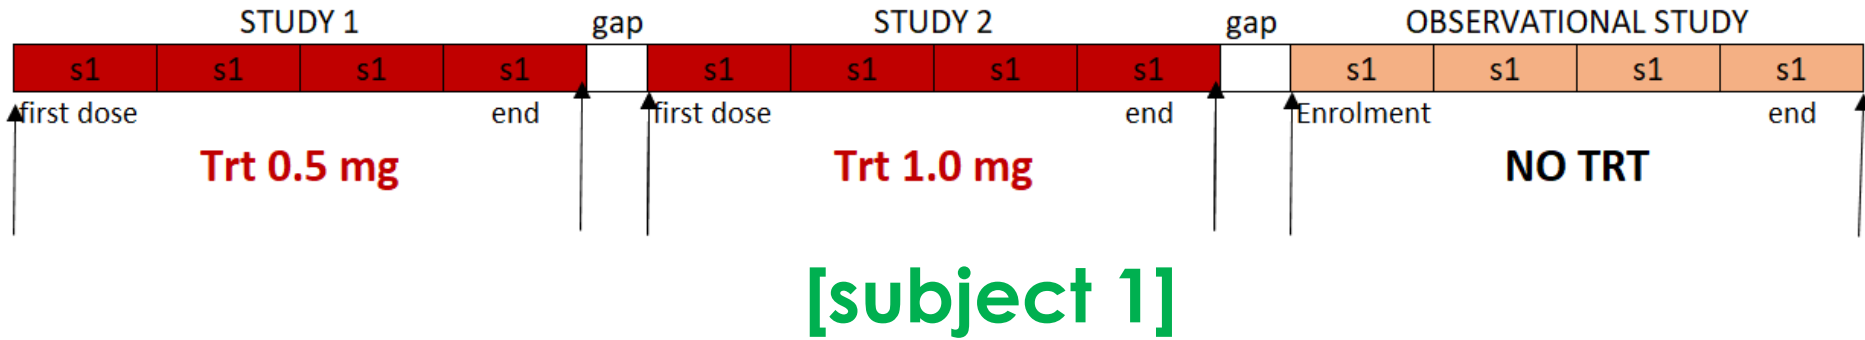 STUDY 1 gap STUDY 2 gap OBSERVATIONAL STUDY
s1 s1 s1 s1 s1 s1 s1 s1 s1 s1 s1 s1
first dose end first dose end Enrolment end
Trt 0.5 mg Trt 1.0 mg NO TRT
[subject 1]